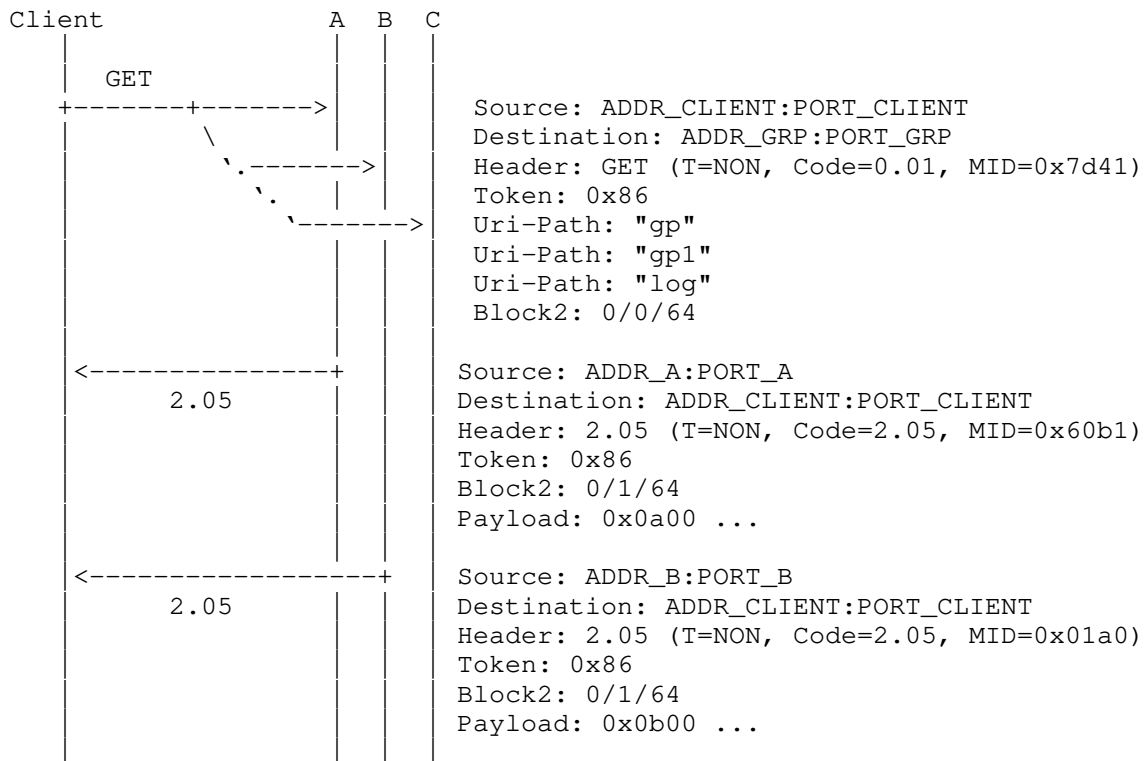 Client A B C
GET
Source: ADDR_CLIENT:PORT_CLIENT
Destination: ADDR_GRP:PORT_GRP
Header: GET (T=NON, Code=0.01, MID=0x7d41)
Token: 0x86
Uri-Path: "gp"
Uri-Path: "gp1"
Uri-Path: "log"
Block2: 0/0/64
Source: ADDR_A:PORT_A
2.05 Destination: ADDR_CLIENT:PORT_CLIENT
Header: 2.05 (T=NON, Code=2.05, MID=0x60b1)
Token: 0x86
Block2: 0/1/64
Payload: 0x0a00 ...
Source: ADDR_B:PORT_B
2.05 Destination: ADDR_CLIENT:PORT_CLIENT
Header: 2.05 (T=NON, Code=2.05, MID=0x01a0)
Token: 0x86
Block2: 0/1/64
Payload: 0x0b00 ...